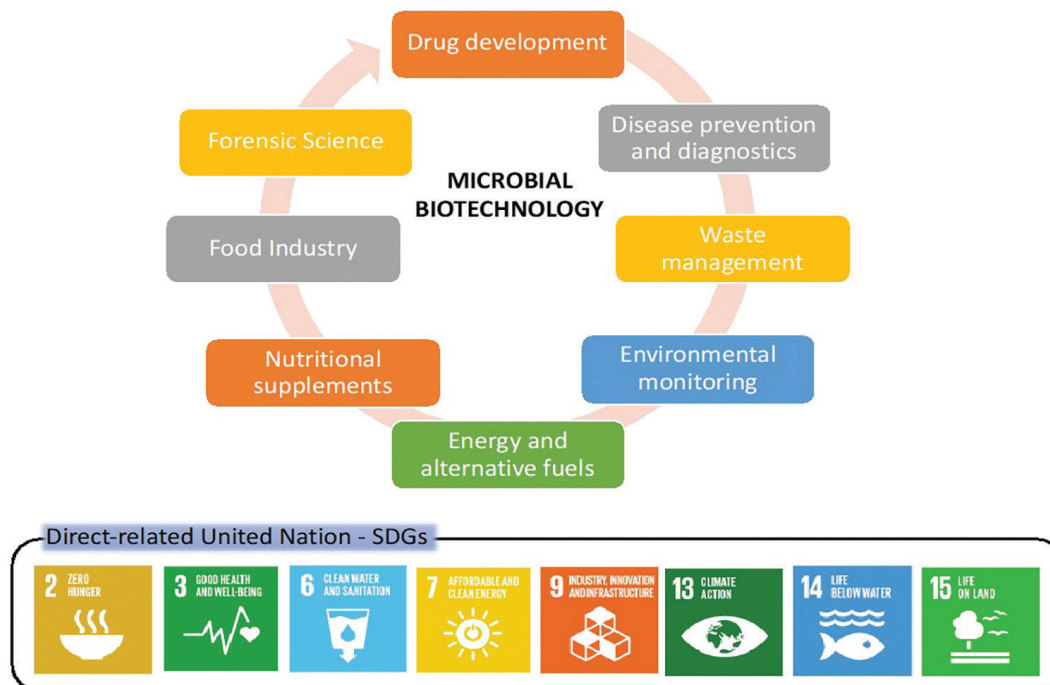 Drug development
Disease prevention
and diagnostics
Waste
management
Environmental
monitoring
Energy and
alternative fuels
Nutritional
supplements
Food Industry
Forensic Science
MICROBIAL
BIOTECHNOLOGY
Direct-related United Nation - SDGs
2 ZERO
HUNGER
3 GOOD HEALTH
AND WELL-BEING
6 CLEAN WATER
AND SANITATION
7 AFFORDABLE AND
CLEAN ENERGY
9 INDUSTRY, INNOVATION
AND INFRASTRUCTURE
13 CLIMATE
ACTION
14 LIFE
BELOW WATER
15 LIFE
ON LAND